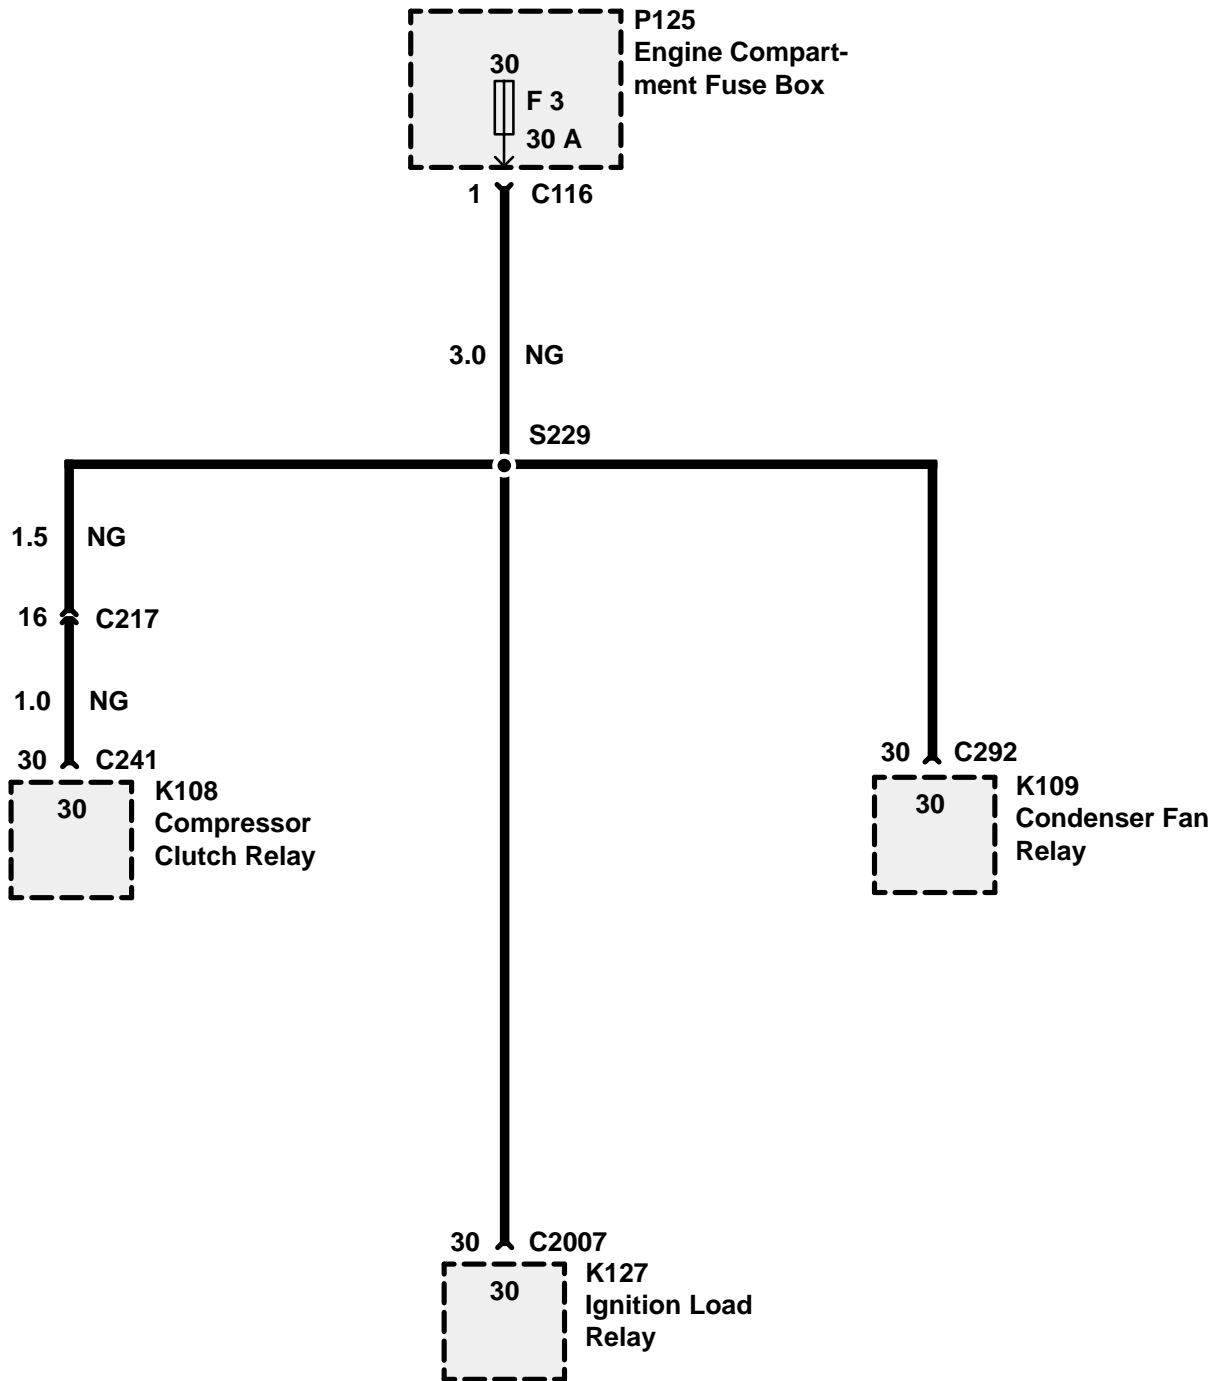 P125
Engine Compart-
ment Fuse Box
30
F 3
30 A
1 C116
3.0 NG
S229
1.5 NG
16 C217
1.0 NG
30 C241
30
K108
Compressor
Clutch Relay
30 C292
30
K109
Condenser Fan
Relay
30 C2007
30
K127
Ignition Load
Relay